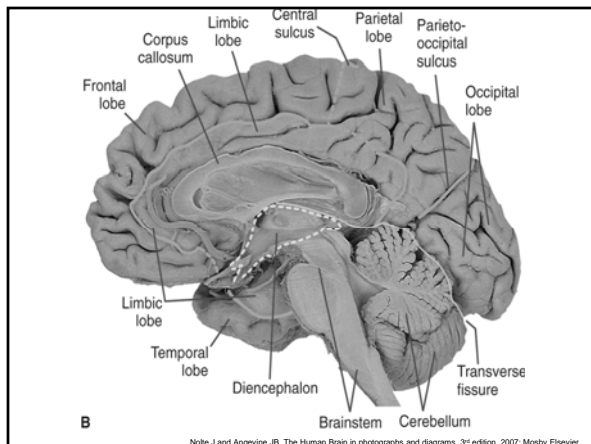 Central
sulcus
Parietal
lobe
Parieto-
occipital
sulcus
Limbic
lobe
Corpus
callosum
Frontal
lobe
Occipital
lobe
Limbic
lobe
Temporal
lobe
Diencephalon
Brainstem
Cerebellum
Transverse
fissure
B
Nolte J and Angevine JB. The Human Brain in photographs and diagrams, 3rd edition. 2007; Mosby Elsevier